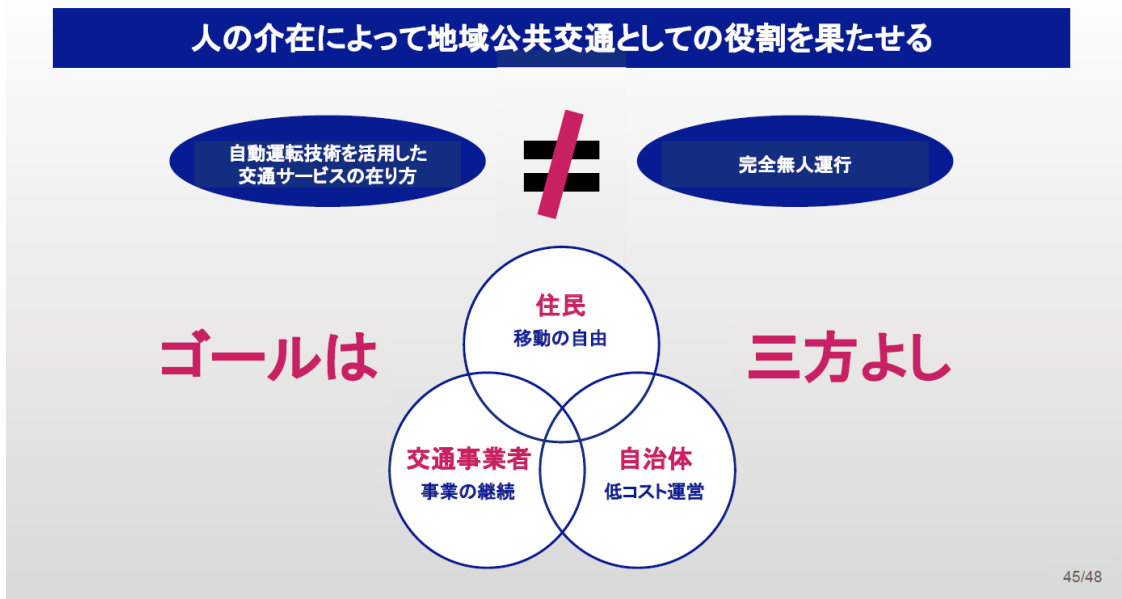 人の介在によって地域公共交通としての役割を果たせる
自動運転技術を活用した
交通サービスの在り方
≠
完全無人運行
ゴールは
住民
移動の自由
三方よし
交通事業者
事業の継続
自治体
低コスト運営
45/48